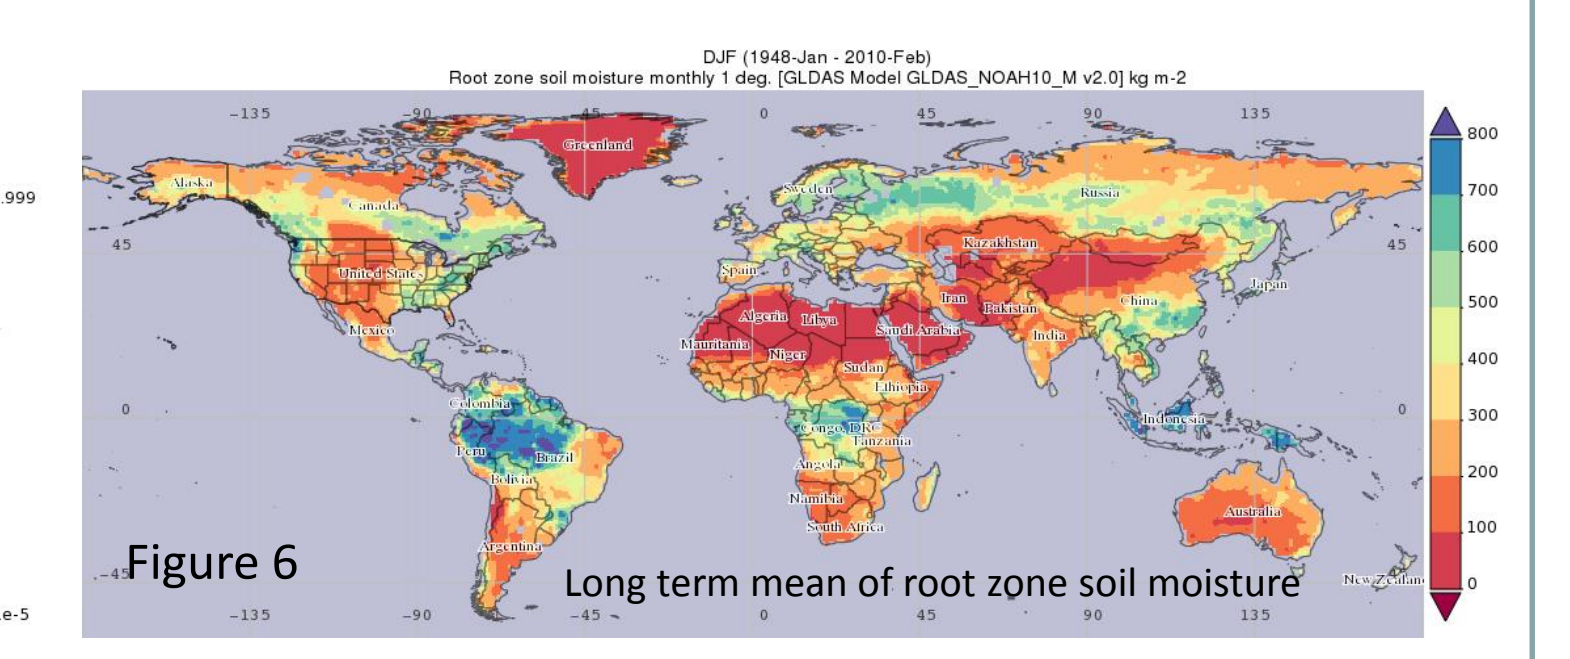 DJF (1948-Jan - 2010-Feb)
Root zone soil moisture monthly 1 deg. [GLDAS Model GLDAS_NOAH10_M v2.0] kg m-2
−135 −90 −45 0 45 90 135
800
Greenland
Alaska
Sweden
Russia
.999
700
Canada
45
45
Kazakhstan
600
United States
Spain
Japan
Iran
China
500
Pakistan
Algeria
Libya
Mexico
Saudi Arabia
India
Mauritania
Niger
400
Sudan
Ethiopia
Colombia
0
0
300
Indonesia
Congo, DRC
Tanzania
Peru
Brazil
Angola
200
Bolivia
Namibia
Australia
South Africa
100
Argentina
Figure 6
−45
Long term mean of root zone soil moisture
New Zealan
0
e-5
−135 −90 −45 0 45 90 135